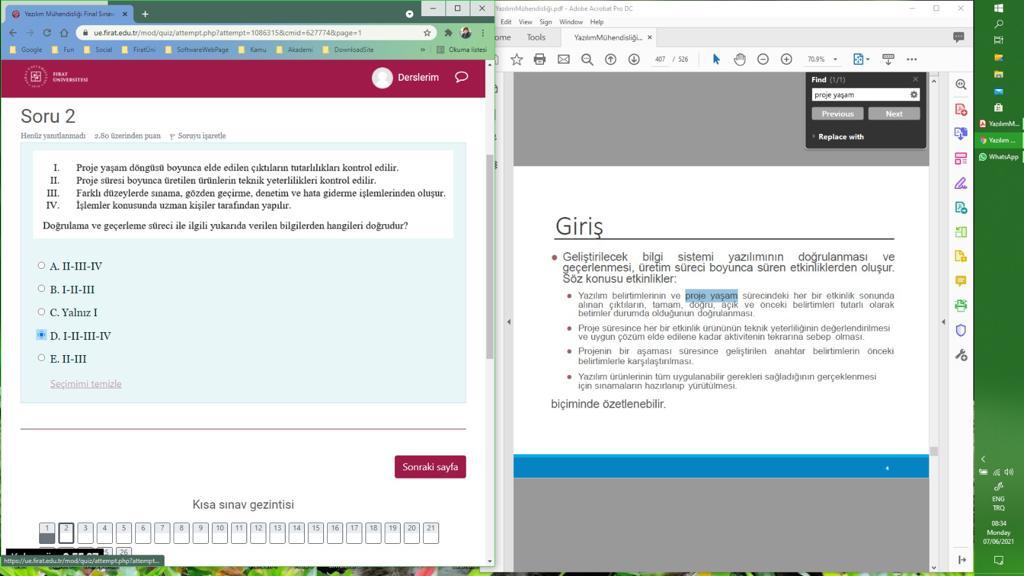 Yazılım Mühendisliği Final Sınav
ue.firat.edu.tr/mod/quiz/attempt.php?attempt=1086315&cmid=627774&page=1
Google
Fun
Social
FıratÜni
SoftwareWebPage
Kamu
Akademi
DownloadSite
Okuma listesi
FIRAT
ÜNİVERSİTESİ
Derslerim
Soru 2
Henüz yanıtlanmadı 2,80 üzerinden puan Soruyu işaretle
I. Proje yaşam döngüsü boyunca elde edilen çıktıların tutarlılıkları kontrol edilir.
II. Proje süresi boyunca üretilen ürünlerin teknik yeterlilikleri kontrol edilir.
III. Farklı düzeylerde sınama, gözden geçirme, denetim ve hata giderme işlemlerinden oluşur.
IV. İşlemler konusunda uzman kişiler tarafından yapılır.
Doğrulama ve geçerleme süreci ile ilgili yukarıda verilen bilgilerden hangileri doğrudur?
A. II-III-IV
B. I-II-III
C. Yalnız I
D. I-II-III-IV
E. II-III
Seçimimi temizle
Sonraki sayfa
Kısa sınav gezintisi
1 2 3 4 5 6 7 8 9 10 11 12 13 14 15 16 17 18 19 20 21
26
https://ue.firat.edu.tr/mod/quiz/attempt.php?attempt...
YazılımMühendisliği.pdf - Adobe Acrobat Pro DC
Edit View Sign Window Help
Tools
YazılımMühendisliği...
407 / 526
70.9%
Find (1/1)
proje yaşam
Previous
Next
Replace with
Giriş
Geliştirilecek bilgi sistemi yazılımının doğrulanması ve
geçerlenmesi, üretim süreci boyunca süren etkinliklerden oluşur.
Söz konusu etkinlikler:
Yazılım belirtimlerinin ve proje yaşam sürecindeki her bir etkinlik sonunda
alınan çıktıların, tamam, doğru, açık ve önceki belirtimleri tutarlı olarak
betimler durumda olduğunun doğrulanması.
Proje süresince her bir etkinlik ürününün teknik yeterliliğinin değerlendirilmesi
ve uygun çözüm elde edilene kadar aktivitenin tekrarına sebep olması.
Projenin bir aşaması süresince geliştirilen anahtar belirtimlerin önceki
belirtimlerle karşılaştırılması.
Yazılım ürünlerinin tüm uygulanabilir gerekleri sağladığının gerçeklenmesi
için sınamaların hazırlanıp yürütülmesi.
biçiminde özetlenebilir.
4
YazılımM...
Yazılım ...
WhatsApp
ENG
TRQ
08:34
Monday
07/06/2021